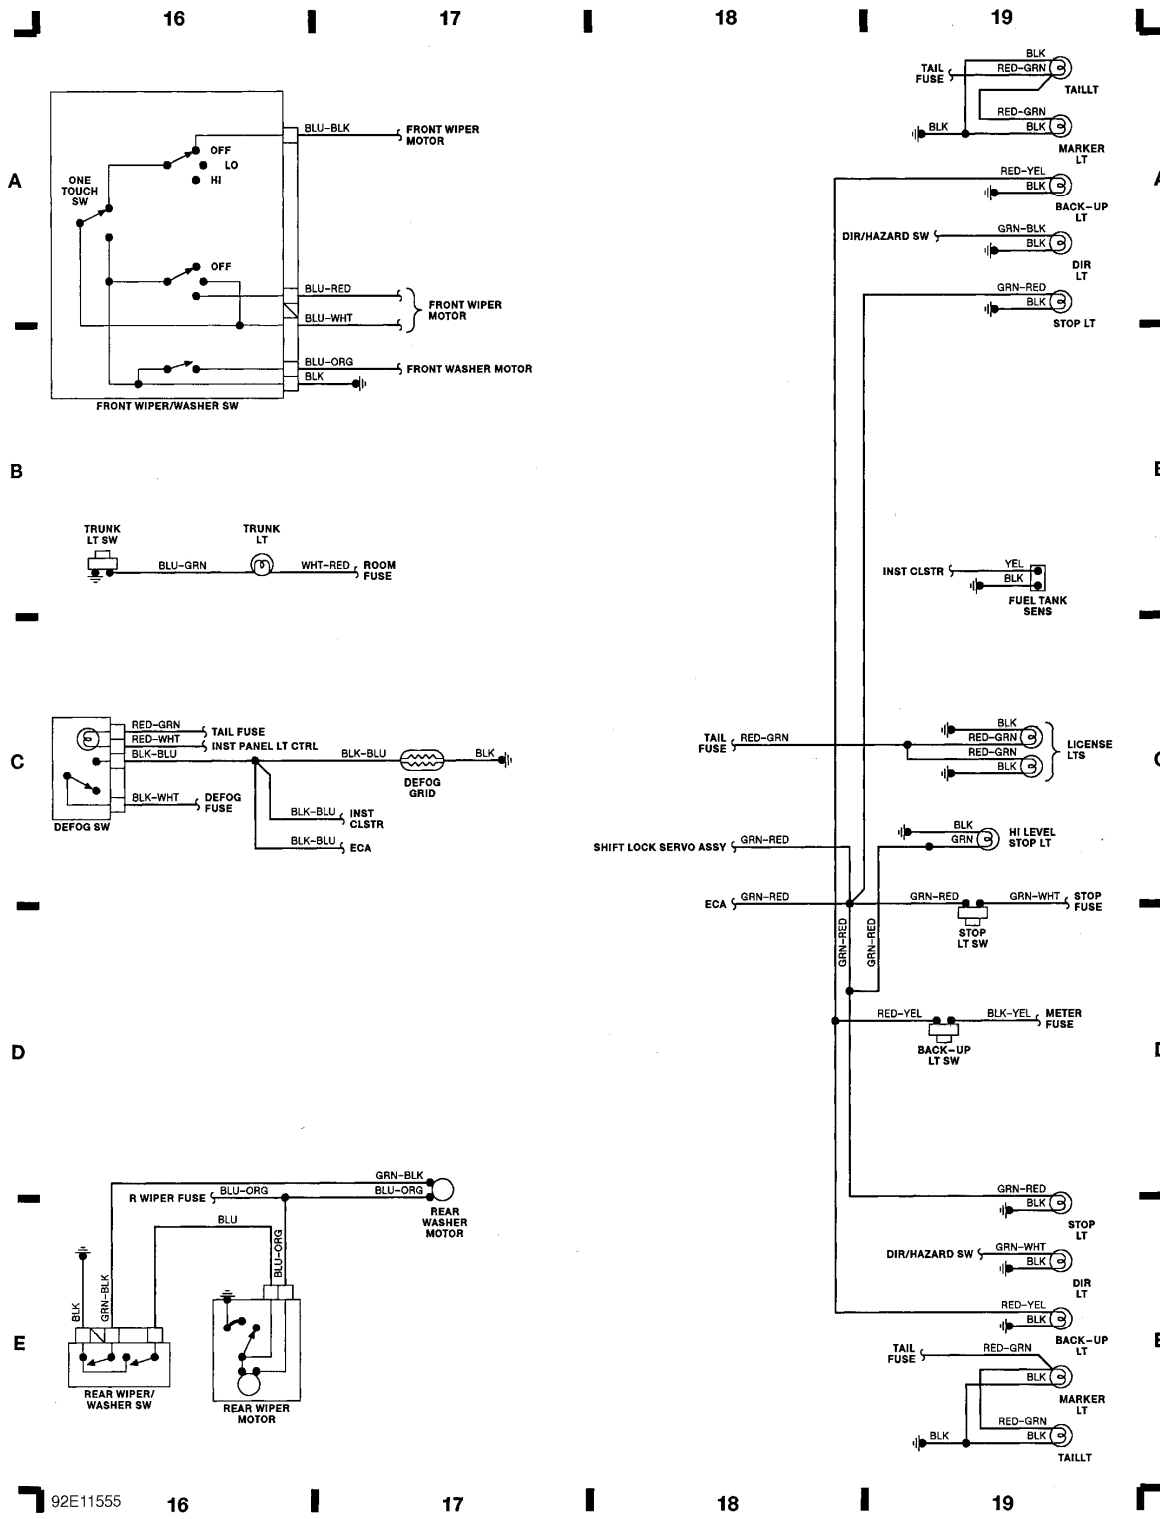 16
17
18
19
A
A
ONE
TOUCH
SW
OFF
LO
HI
OFF
BLU-BLK
FRONT WIPER
MOTOR
BLU-RED
BLU-WHT
FRONT WIPER
MOTOR
BLU-ORG
FRONT WASHER MOTOR
BLK
FRONT WIPER/WASHER SW
TAIL
FUSE
BLK
RED-GRN
TAILLT
RED-GRN
BLK
BLK
MARKER
LT
RED-YEL
BLK
BACK-UP
LT
DIR/HAZARD SW
GRN-BLK
BLK
DIR
LT
GRN-RED
BLK
STOP LT
B
TRUNK
LT SW
TRUNK
LT
BLU-GRN
WHT-RED
ROOM
FUSE
INST CLSTR
YEL
BLK
FUEL TANK
SENS
C
RED-GRN
TAIL FUSE
RED-WHT
INST PANEL LT CTRL
BLK-BLU
BLK-BLU
BLK
DEFOG
GRID
BLK-WHT
DEFOG
FUSE
DEFOG SW
BLK-BLU
INST
CLSTR
BLK-BLU
ECA
TAIL
FUSE
RED-GRN
BLK
RED-GRN
RED-GRN
BLK
LICENSE
LTS
SHIFT LOCK SERVO ASSY
GRN-RED
BLK
GRN
HI LEVEL
STOP LT
ECA
GRN-RED
GRN-RED
GRN-WHT
STOP
FUSE
STOP
LT SW
GRN-RED
GRN-RED
D
RED-YEL
BLK-YEL
METER
FUSE
BACK-UP
LT SW
GRN-BLK
R WIPER FUSE
BLU-ORG
BLU-ORG
REAR
WASHER
MOTOR
BLU
BLU-ORG
BLK
GRN-BLK
E
REAR WIPER/
WASHER SW
REAR WIPER
MOTOR
GRN-RED
BLK
STOP
LT
DIR/HAZARD SW
GRN-WHT
BLK
DIR
LT
RED-YEL
BLK
BACK-UP
LT
TAIL
FUSE
RED-GRN
BLK
MARKER
LT
RED-GRN
BLK
BLK
TAILLT
92E11555
16
17
18
19